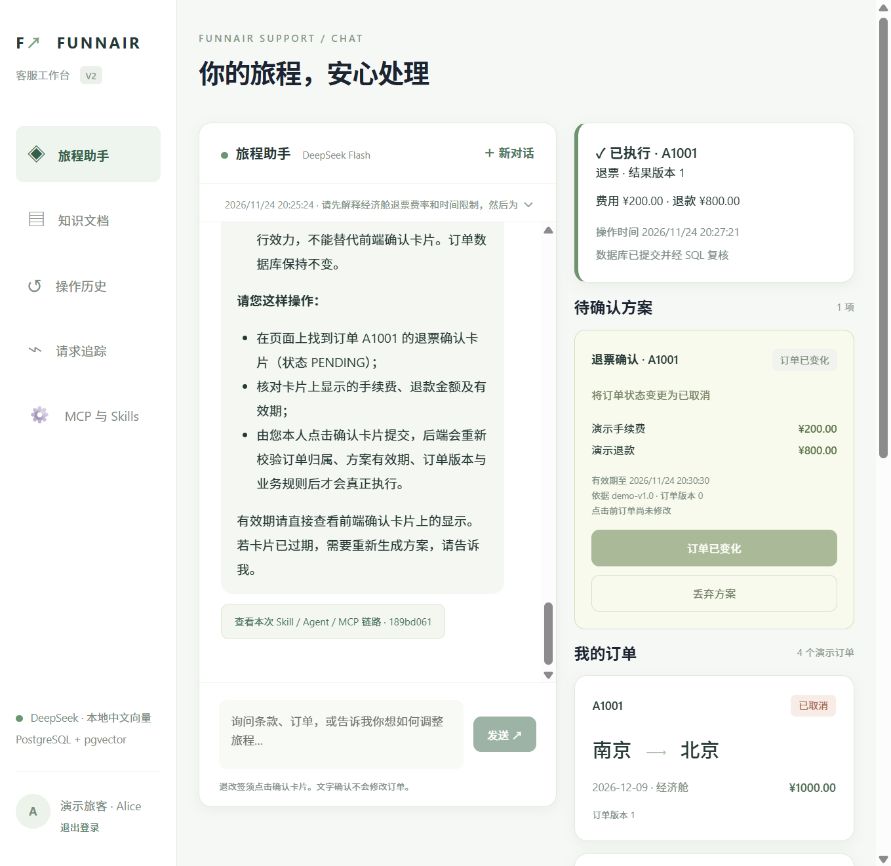 F↗ FUNNAIR
客服工作台 v2
旅程助手
知识文档
操作历史
请求追踪
MCP 与 Skills
DeepSeek · 本地中文向量
PostgreSQL + pgvector
A
演示旅客 · Alice
退出登录
FUNNAIR SUPPORT / CHAT
你的旅程，安心处理
旅程助手 DeepSeek Flash
+ 新对话
2026/11/24 20:25:24 · 请先解释经济舱退票费率和时间限制，然后为
行效力，不能替代前端确认卡片。订单数
据库保持不变。
请您这样操作：
• 在页面上找到订单 A1001 的退票确认卡
片（状态 PENDING）；
• 核对卡片上显示的手续费、退款金额及有
效期；
• 由您本人点击确认卡片提交，后端会重新
校验订单归属、方案有效期、订单版本与
业务规则后才会真正执行。
有效期请直接查看前端确认卡片上的显示。
若卡片已过期，需要重新生成方案，请告诉
我。
查看本次 Skill / Agent / MCP 链路 · 189bd061
询问条款、订单，或告诉我你想如何调整
旅程...
发送 ↗
退改签须点击确认卡片。文字确认不会修改订单。
✓ 已执行 · A1001
退票 · 结果版本 1
费用 ¥200.00 · 退款 ¥800.00
操作时间 2026/11/24 20:27:21
数据库已提交并经 SQL 复核
待确认方案
1 项
退票确认 · A1001
订单已变化
将订单状态变更为已取消
演示手续费 ¥200.00
演示退款 ¥800.00
有效期至 2026/11/24 20:30:30
依据 demo-v1.0 · 订单版本 0
点击前订单尚未修改
订单已变化
丢弃方案
我的订单
4 个演示订单
A1001
已取消
南京 → 北京
2026-12-09 · 经济舱 ¥1000.00
订单版本 1